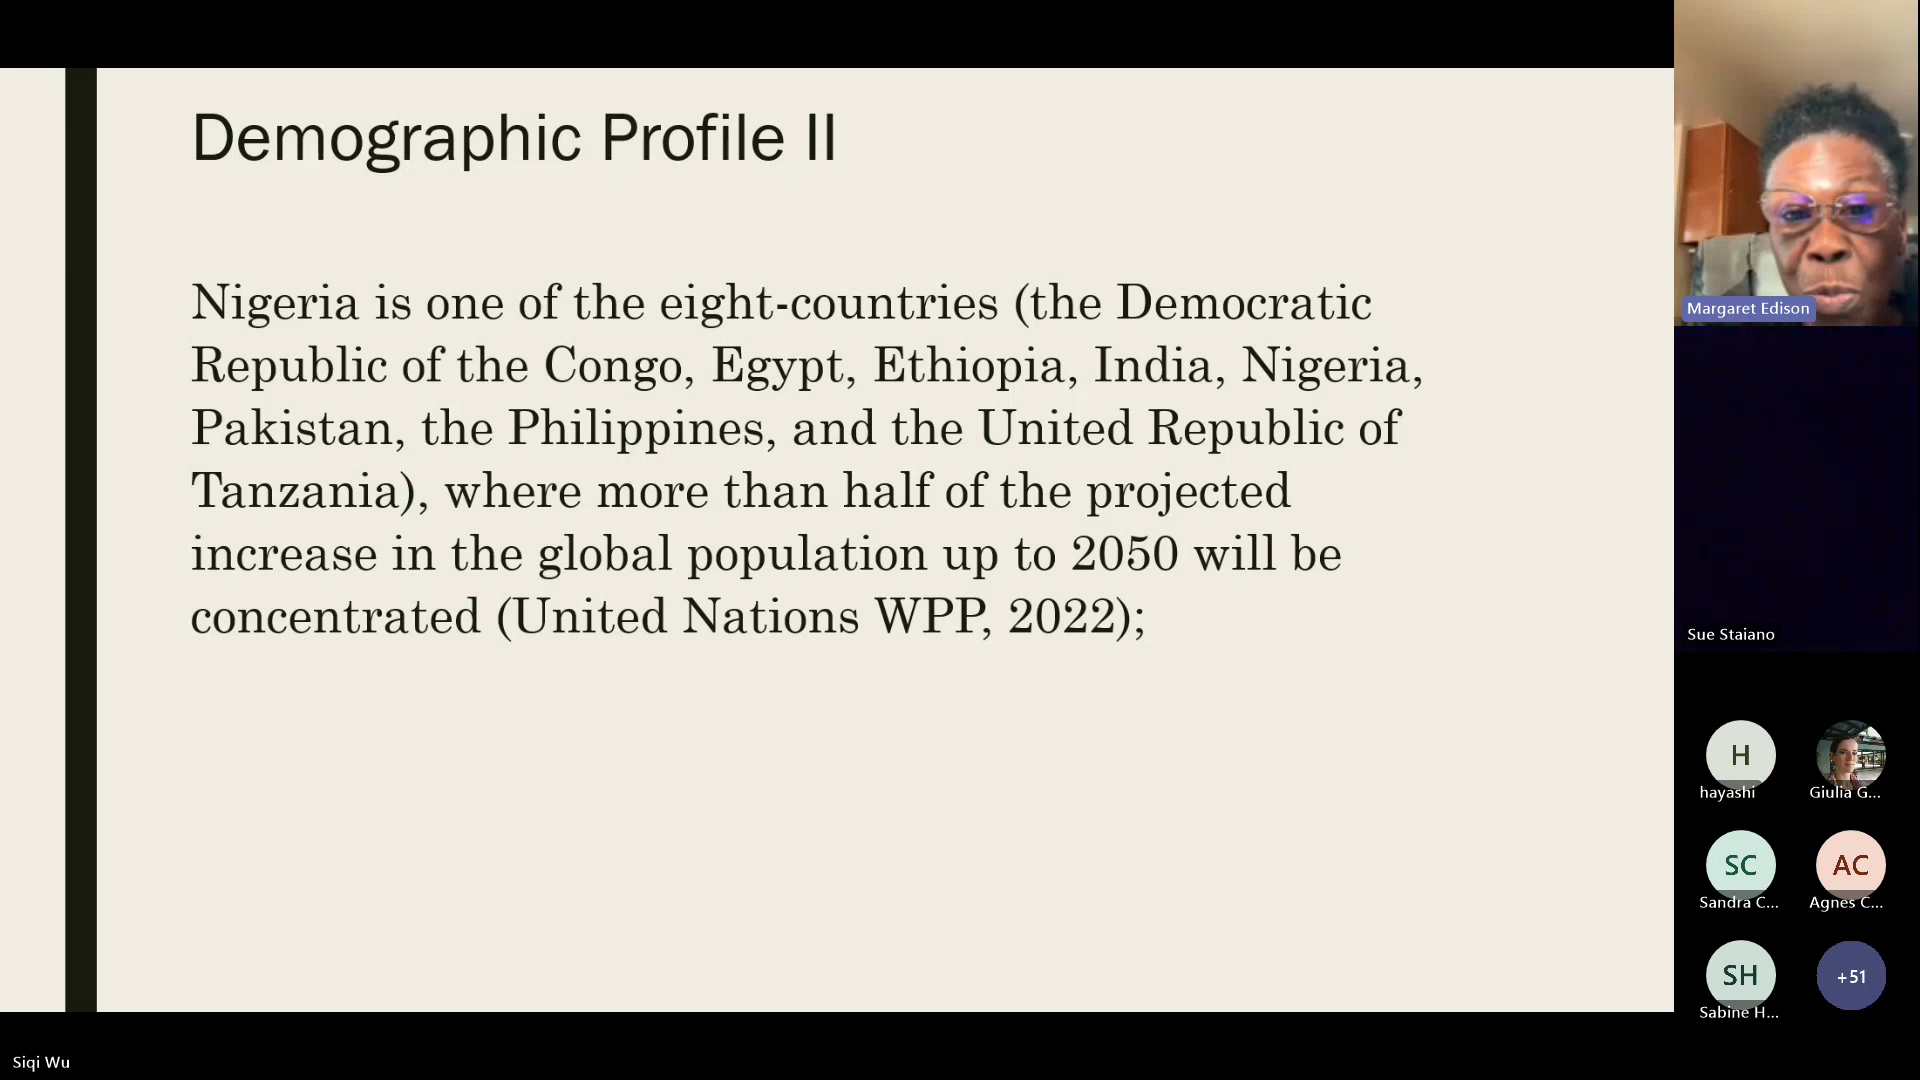 Demographic Profile II
Nigeria is one of the eight-countries (the Democratic
Republic of the Congo, Egypt, Ethiopia, India, Nigeria,
Pakistan, the Philippines, and the United Republic of
Tanzania), where more than half of the projected
increase in the global population up to 2050 will be
concentrated (United Nations WPP, 2022);
Margaret Edison
Sue Staiano
H
hayashi
Giulia G...
SC
Sandra C...
AC
Agnes C...
SH
Sabine H...
+51
Siqi Wu